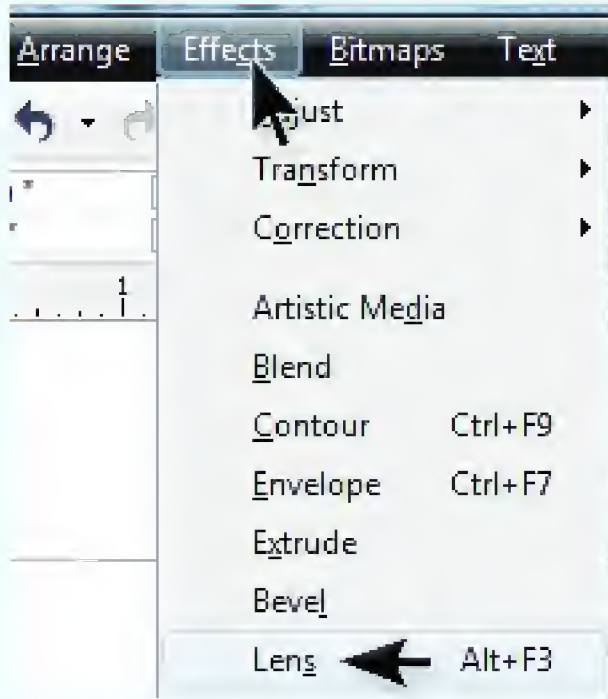 Arrange Effects Bitmaps Text
just
Transform
Correction
1
Artistic Media
Blend
Contour Ctrl+F9
Envelope Ctrl+F7
Extrude
Bevel
Lens Alt+F3